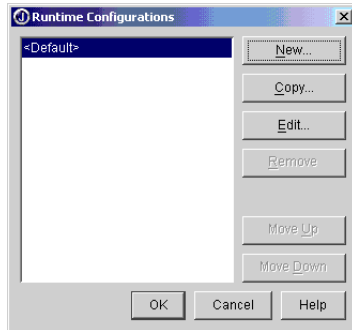 Runtime Configurations
<Default>
New...
Copy...
Edit...
Remove
Move Up
Move Down
OK Cancel Help